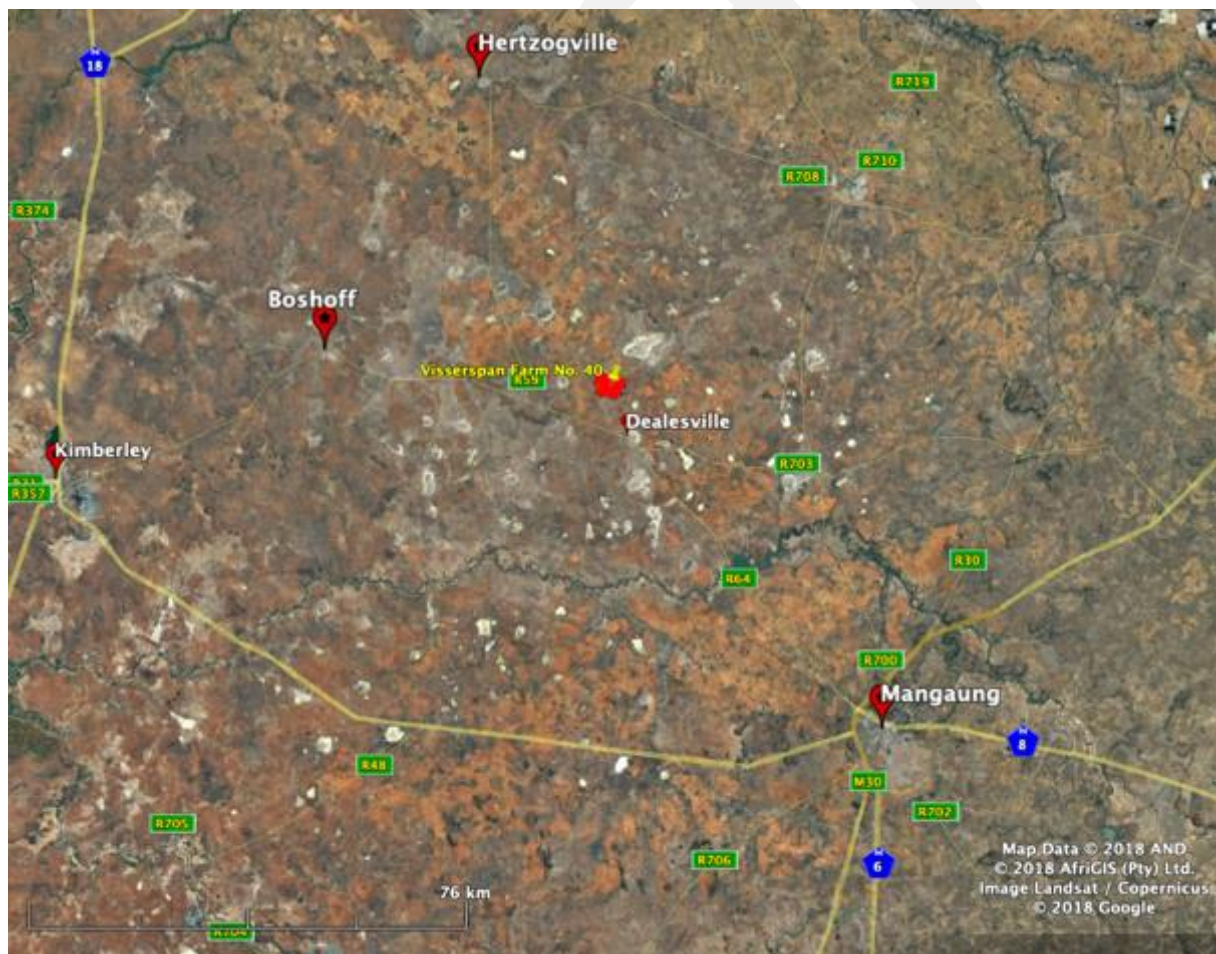 Hertzogville
N
18
R719
R710
R708
R374
Boshoff
Visserspan Farm No. 40
R59
Dealesville
Kimberley
R703
R357
R30
R64
R700
Mangaung
N
8
R48
M30
R702
R705
R706
N
6
Map Data © 2018 AND
© 2018 AfriGIS (Pty) Ltd.
Image Landsat / Copernicus
© 2018 Google
76 km
R704